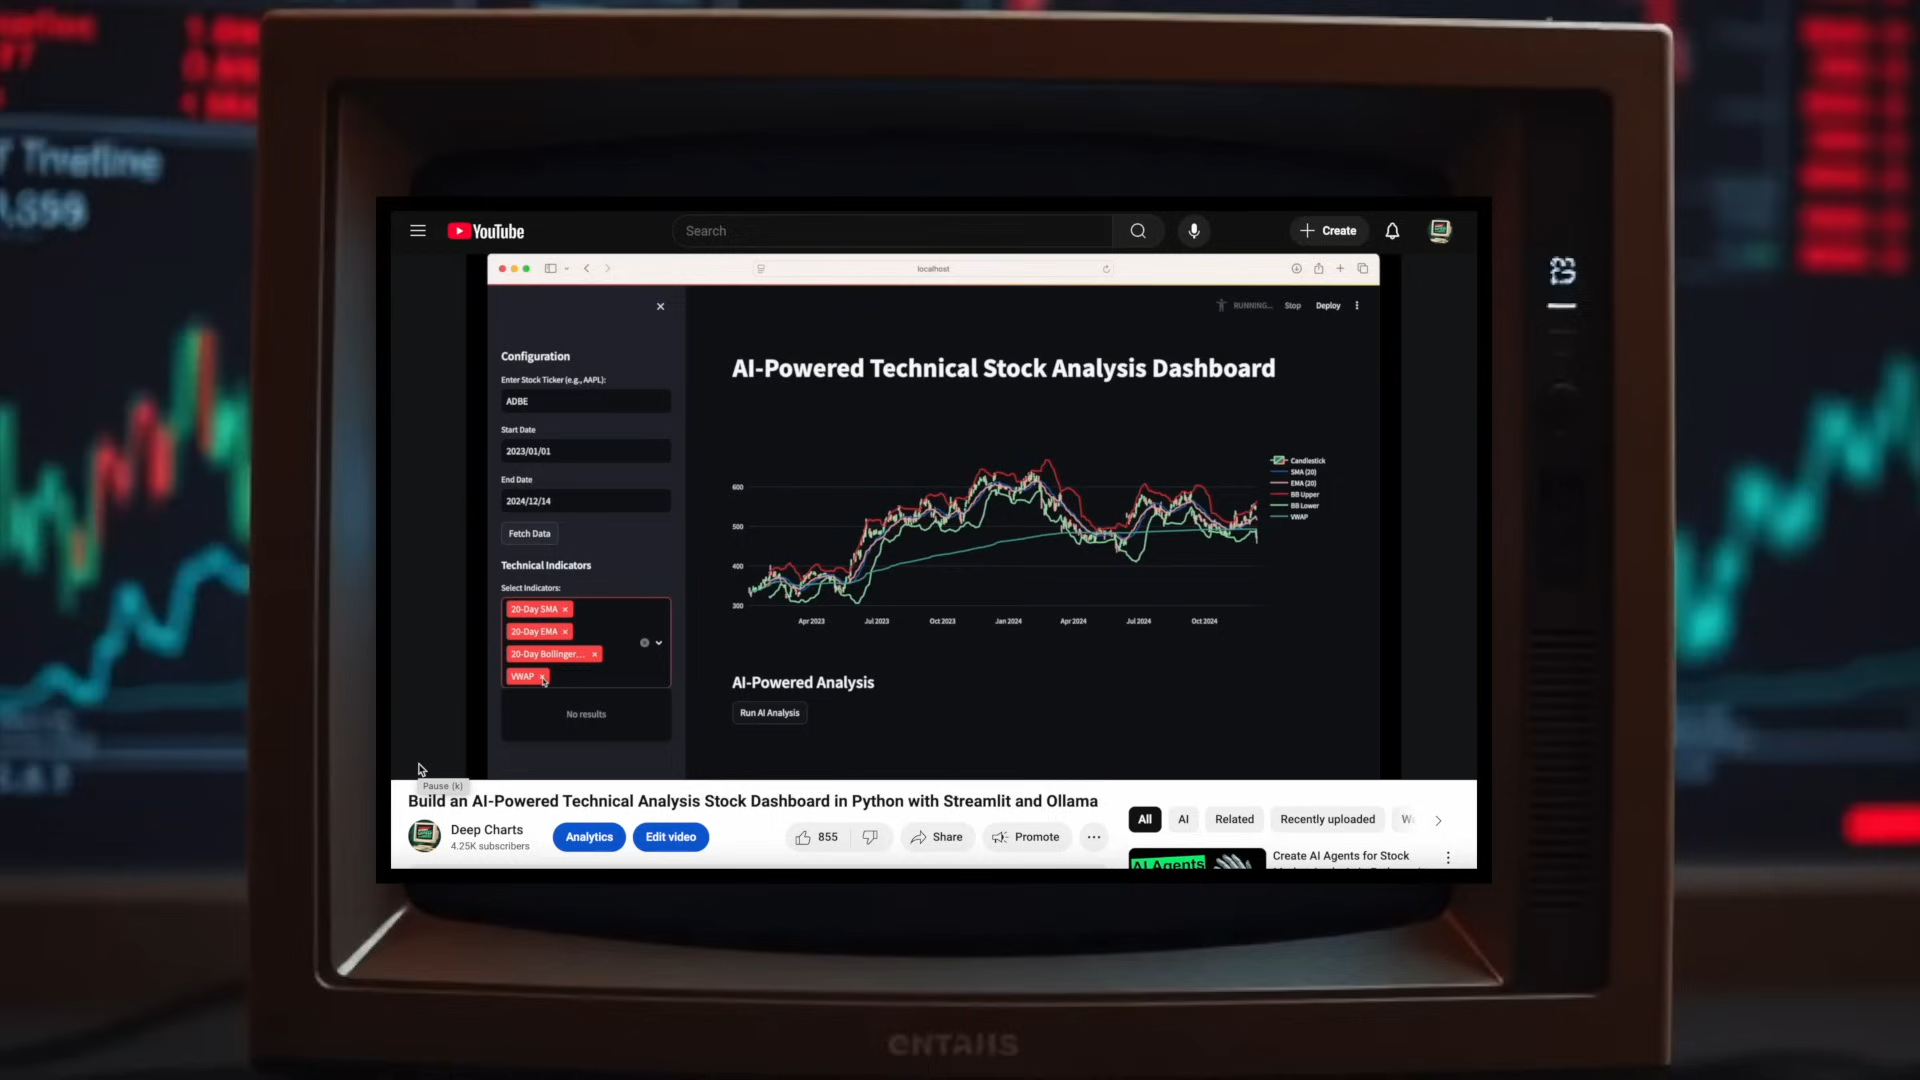 YouTube
Search
Create
localhost
RUNNING...
Stop
Deploy
Configuration
Enter Stock Ticker (e.g., AAPL):
ADBE
Start Date
2023/01/01
End Date
2024/12/14
Fetch Data
Technical Indicators
Select Indicators:
20-Day SMA
20-Day EMA
20-Day Bollinger...
VWAP
No results
AI-Powered Technical Stock Analysis Dashboard
Candlestick
SMA (20)
EMA (20)
BB Upper
BB Lower
VWAP
600
500
400
300
Apr 2023
Jul 2023
Oct 2023
Jan 2024
Apr 2024
Jul 2024
Oct 2024
AI-Powered Analysis
Run AI Analysis
Pause (k)
Build an AI-Powered Technical Analysis Stock Dashboard in Python with Streamlit and Ollama
Deep Charts
4.25K subscribers
Analytics
Edit video
855
Share
Promote
All
AI
Related
Recently uploaded
AI Agents
Create AI Agents for Stock